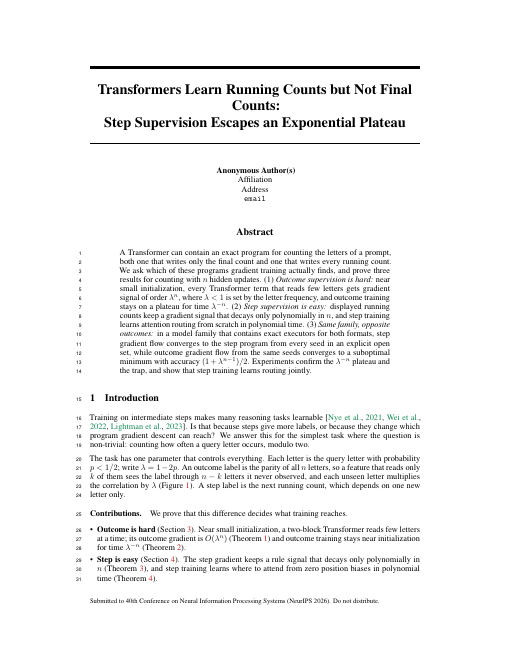 Transformers Learn Running Counts but Not Final
Counts:
Step Supervision Escapes an Exponential Plateau
Anonymous Author(s)
Affiliation
Address
email
Abstract
1 A Transformer can contain an exact program for counting the letters of a prompt,
2 both one that writes only the final count and one that writes every running count.
3 We ask which of these programs gradient training actually finds, and prove three
4 results for counting with n hidden updates. (1) Outcome supervision is hard: near
5 small initialization, every Transformer term that reads few letters gets gradient
6 signal of order λⁿ, where λ < 1 is set by the letter frequency, and outcome training
7 stays on a plateau for time λ⁻ⁿ. (2) Step supervision is easy: displayed running
8 counts keep a gradient signal that decays only polynomially in n, and step training
9 learns attention routing from scratch in polynomial time. (3) Same family, opposite
10 outcomes: in a model family that contains exact executors for both formats, step
11 gradient flow converges to the step program from every seed in an explicit open
12 set, while outcome gradient flow from the same seeds converges to a suboptimal
13 minimum with accuracy (1 + λⁿ⁻¹)/2. Experiments confirm the λ⁻ⁿ plateau and
14 the trap, and show that step training learns routing jointly.
15 1 Introduction
16 Training on intermediate steps makes many reasoning tasks learnable [Nye et al., 2021, Wei et al.,
17 2022, Lightman et al., 2023]. Is that because steps give more labels, or because they change which
18 program gradient descent can reach? We answer this for the simplest task where the question is
19 non-trivial: counting how often a query letter occurs, modulo two.
20 The task has one parameter that controls everything. Each letter is the query letter with probability
21 p < 1/2; write λ = 1−2p. An outcome label is the parity of all n letters, so a feature that reads only
22 k of them sees the label through n − k letters it never observed, and each unseen letter multiplies
23 the correlation by λ (Figure 1). A step label is the next running count, which depends on one new
24 letter only.
25 Contributions. We prove that this difference decides what training reaches.
26 • Outcome is hard (Section 3). Near small initialization, a two-block Transformer reads few letters
27 at a time; its outcome gradient is O(λⁿ) (Theorem 1) and outcome training stays near initialization
28 for time λ⁻ⁿ (Theorem 2).
29 • Step is easy (Section 4). The step gradient keeps a rule signal that decays only polynomially in
30 n (Theorem 3), and step training learns where to attend from zero position biases in polynomial
31 time (Theorem 4).
Submitted to 40th Conference on Neural Information Processing Systems (NeurIPS 2026). Do not distribute.